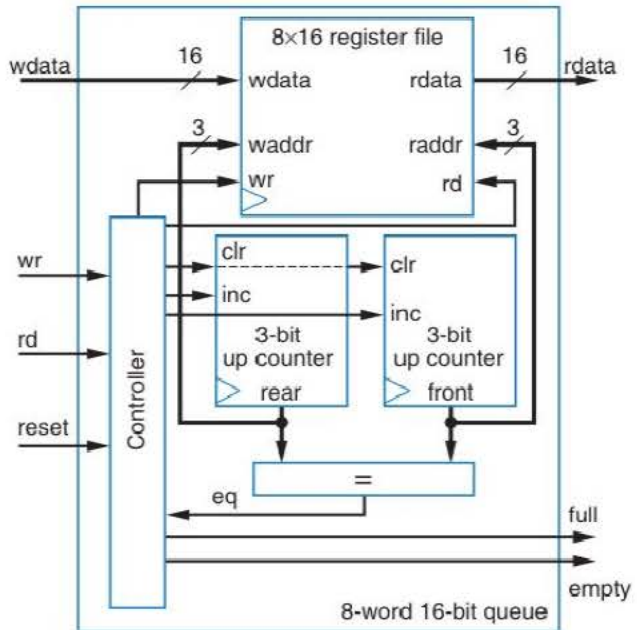 8×16 register file
16
16
wdata
wdata
rdata
rdata
3
3
waddr
raddr
wr
rd
clr
clr
wr
inc
inc
3-bit
up counter
3-bit
up counter
rd
Controller
rear
front
reset
=
eq
full
empty
8-word 16-bit queue